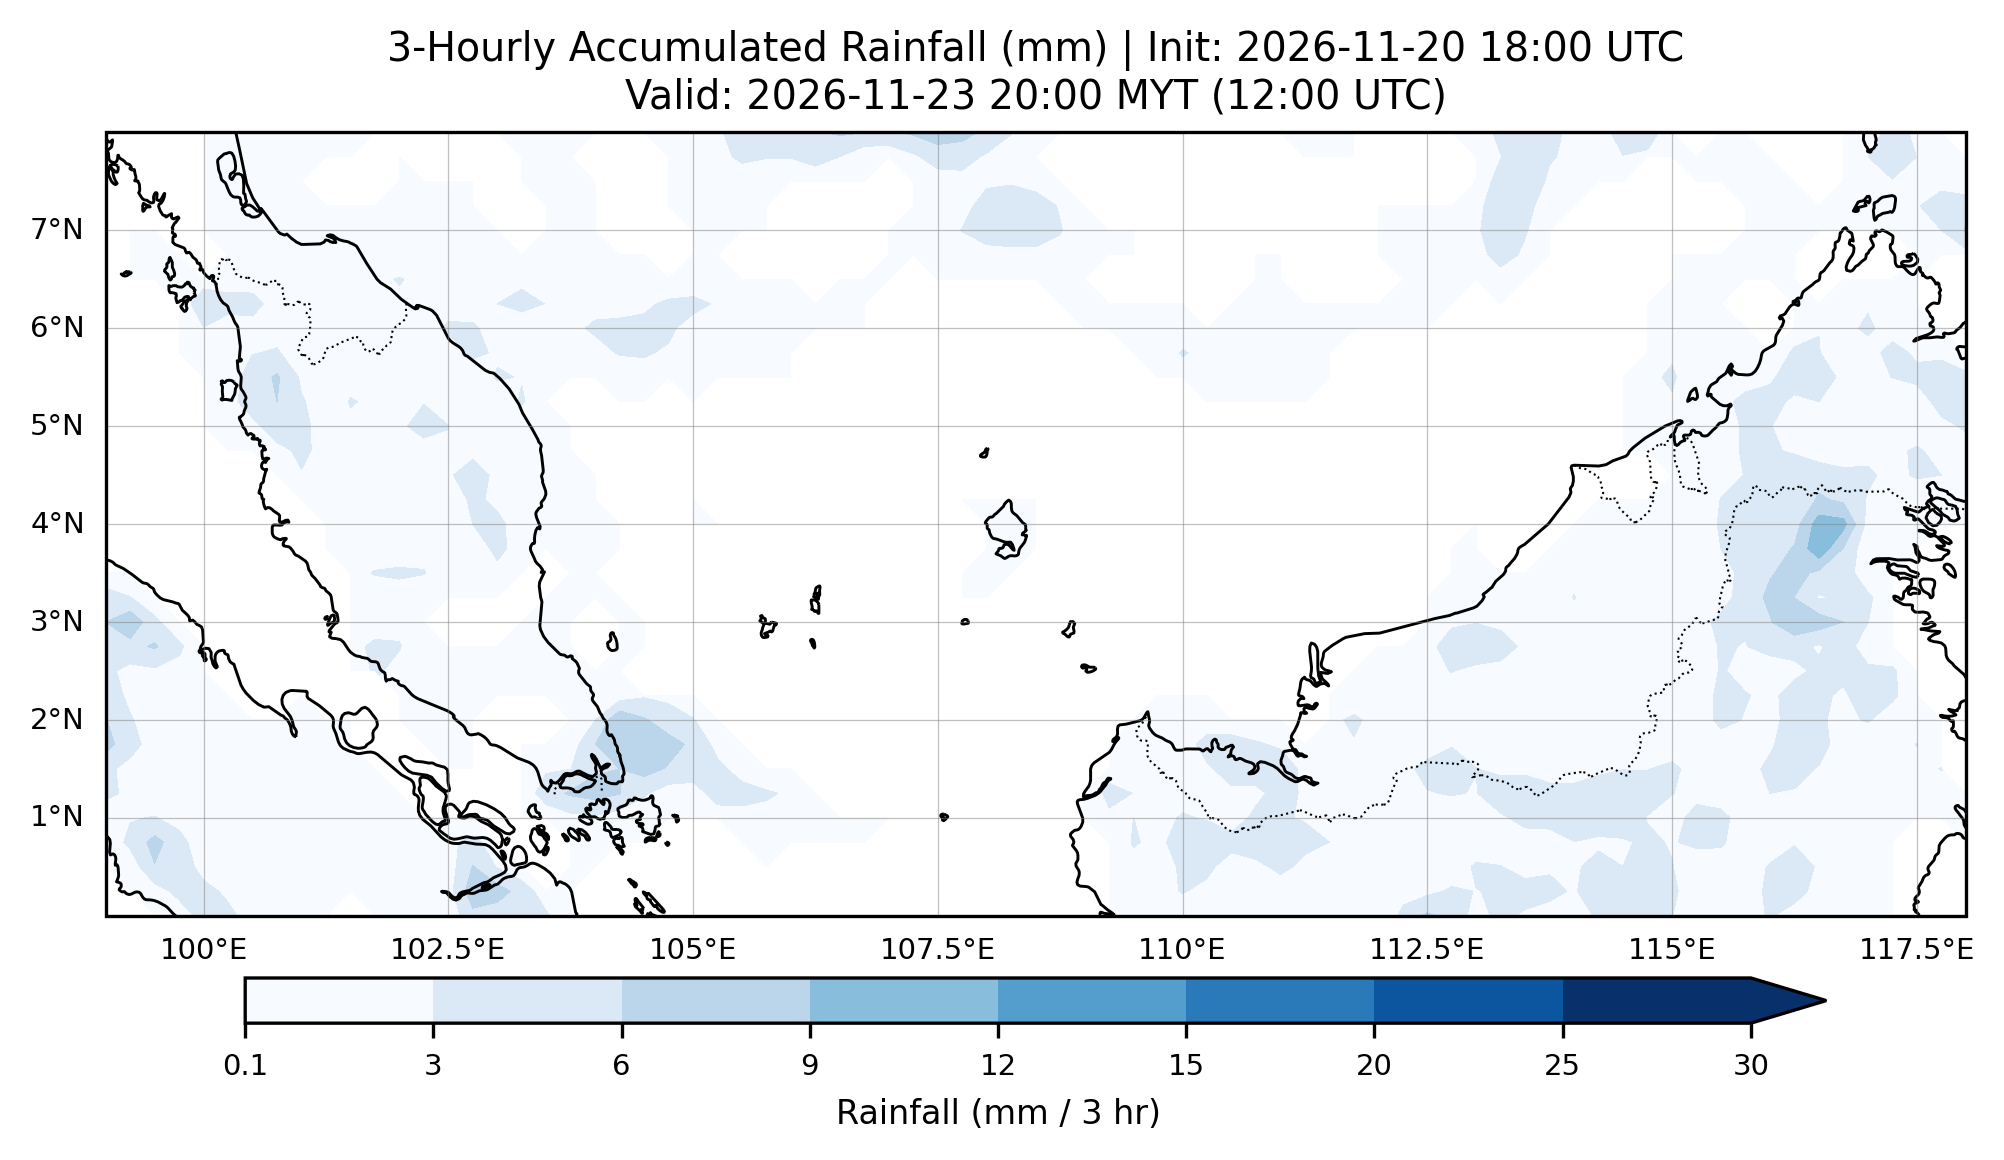 3-Hourly Accumulated Rainfall (mm) | Init: 2026-11-20 18:00 UTC
Valid: 2026-11-23 20:00 MYT (12:00 UTC)
7°N
6°N
5°N
4°N
3°N
2°N
1°N
100°E 102.5°E 105°E 107.5°E 110°E 112.5°E 115°E 117.5°E
0.1 3 6 9 12 15 20 25 30
Rainfall (mm / 3 hr)